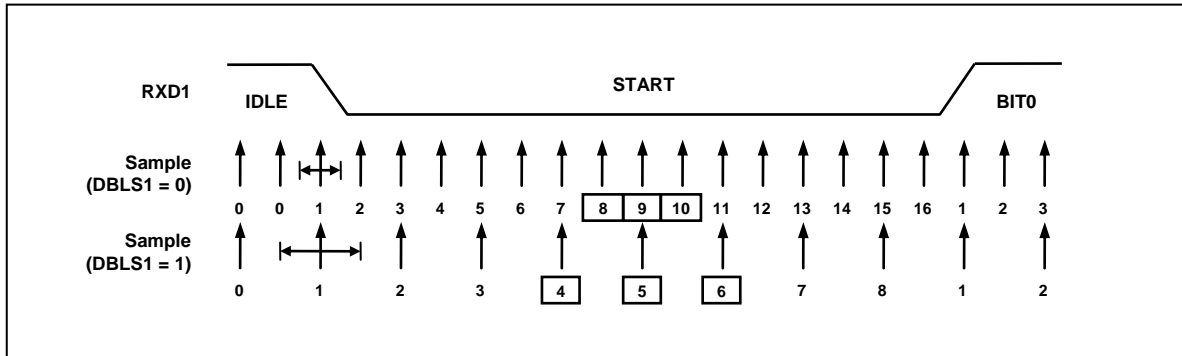 RXD1
IDLE
START
BIT0
Sample
(DBLS1 = 0)
0 0 1 2 3 4 5 6 7 8 9 10 11 12 13 14 15 16 1 2 3
Sample
(DBLS1 = 1)
0 1 2 3 4 5 6 7 8 1 2